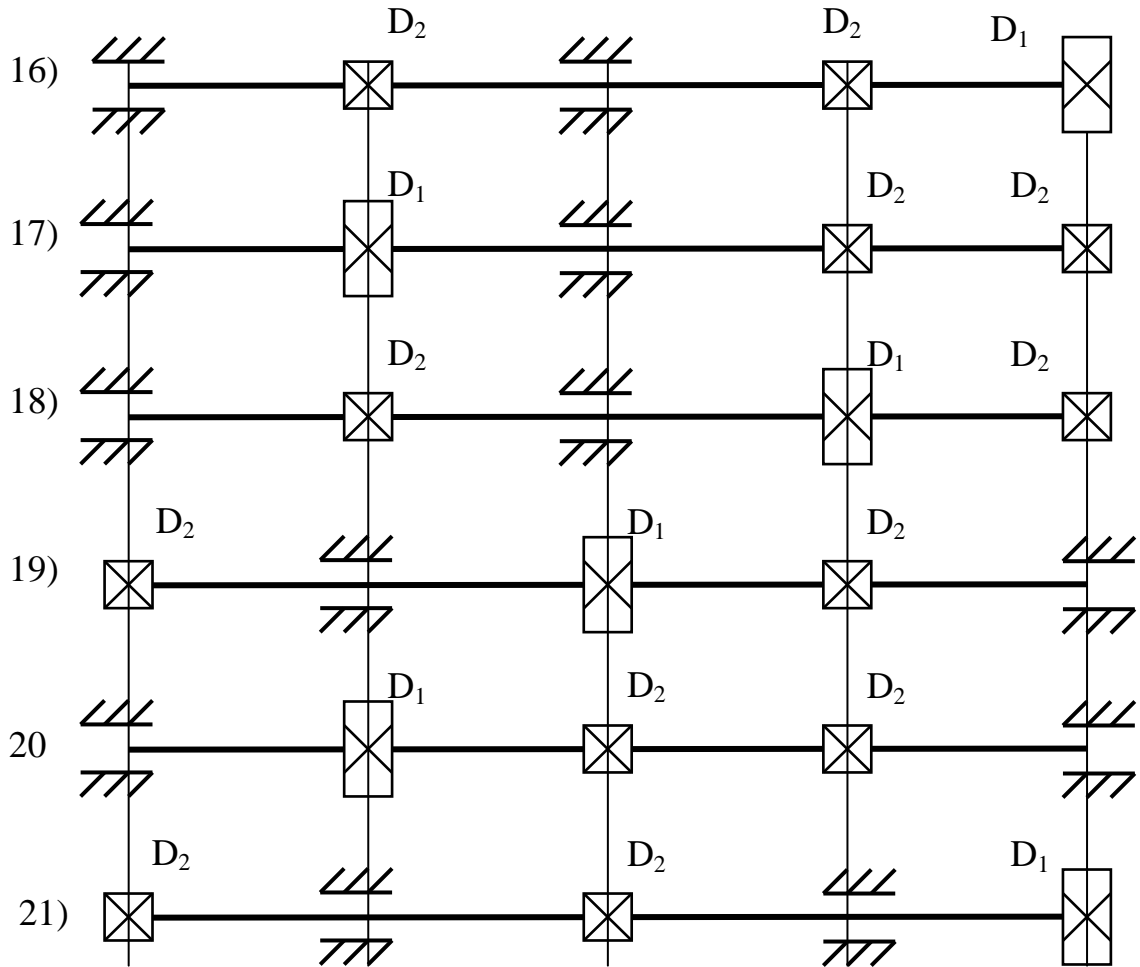 16) D₂ D₂ D₁
17) D₁ D₂ D₂
18) D₂ D₁ D₂
19) D₂ D₁ D₂
20 D₁ D₂ D₂
21) D₂ D₂ D₁